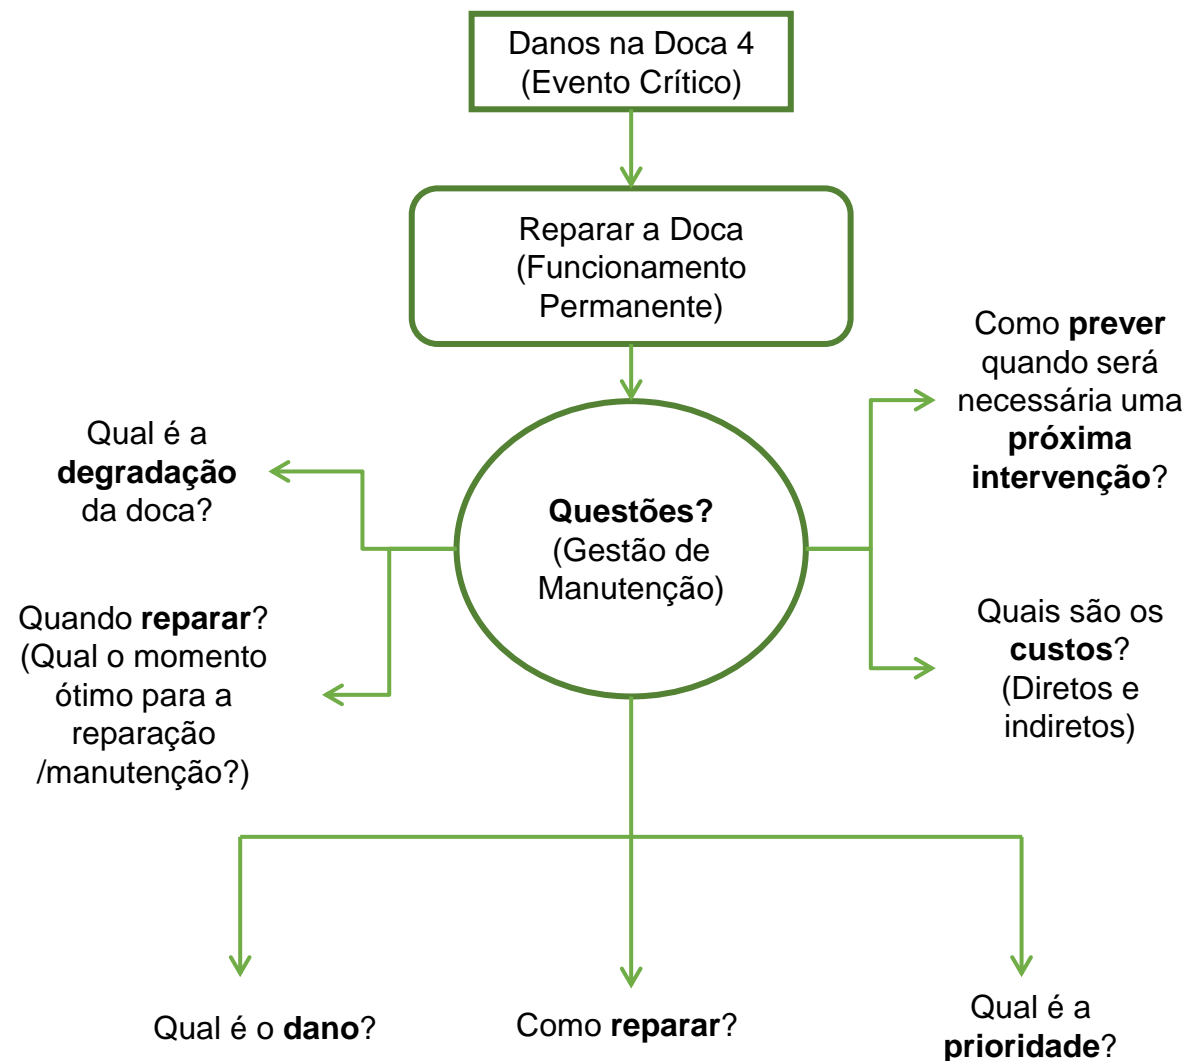 Danos na Doca 4
(Evento Crítico)
Reparar a Doca
(Funcionamento
Permanente)
Como prever
quando será
necessária uma
próxima
intervenção?
Qual é a
degradação
da doca?
Questões?
(Gestão de
Manutenção)
Quando reparar?
(Qual o momento
ótimo para a
reparação
/manutenção?)
Quais são os
custos?
(Diretos e
indiretos)
Qual é o dano?
Como reparar?
Qual é a
prioridade?